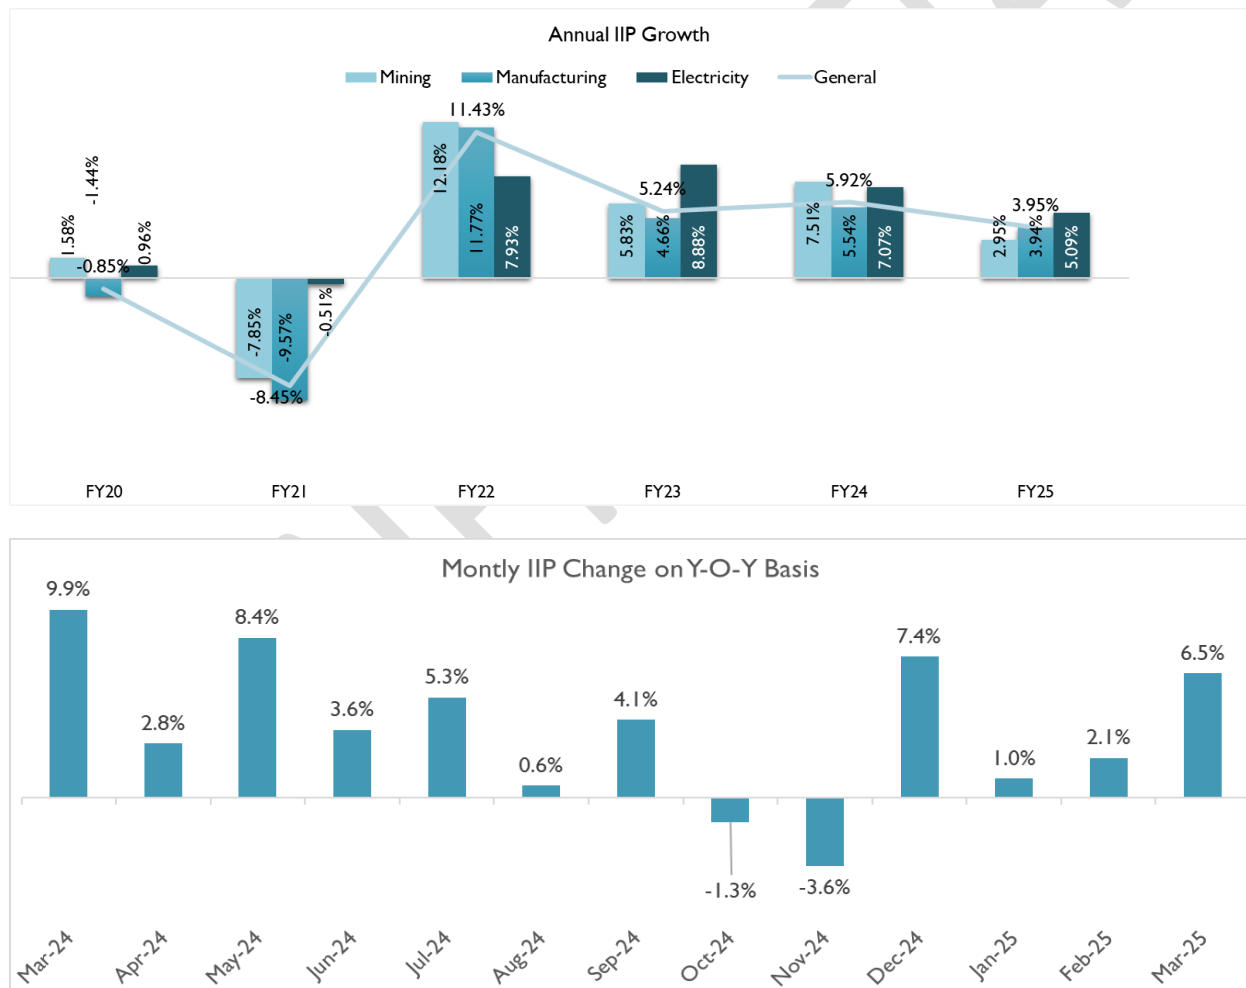 Annual IIP Growth
Mining Manufacturing Electricity General
1.58% -1.44% -0.85% 0.96%
-7.85% -9.57% -0.51% -8.45%
12.18% 11.77% 7.93% 11.43%
5.83% 4.66% 8.88% 5.24%
7.51% 5.54% 7.07% 5.92%
2.95% 3.94% 5.09% 3.95%
FY20 FY21 FY22 FY23 FY24 FY25
Montly IIP Change on Y-O-Y Basis
9.9% 2.8% 8.4% 3.6% 5.3% 0.6% 4.1% -1.3% -3.6% 7.4% 1.0% 2.1% 6.5%
Mar-24 Apr-24 May-24 Jun-24 Jul-24 Aug-24 Sep-24 Oct-24 Nov-24 Dec-24 Jan-25 Feb-25 Mar-25